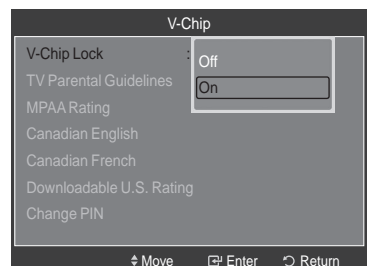 V-Chip
V-Chip Lock : Off
On
TV Parental Guidelines
MPAA Rating
Canadian English
Canadian French
Downloadable U.S. Rating
Change PIN
Move Enter Return